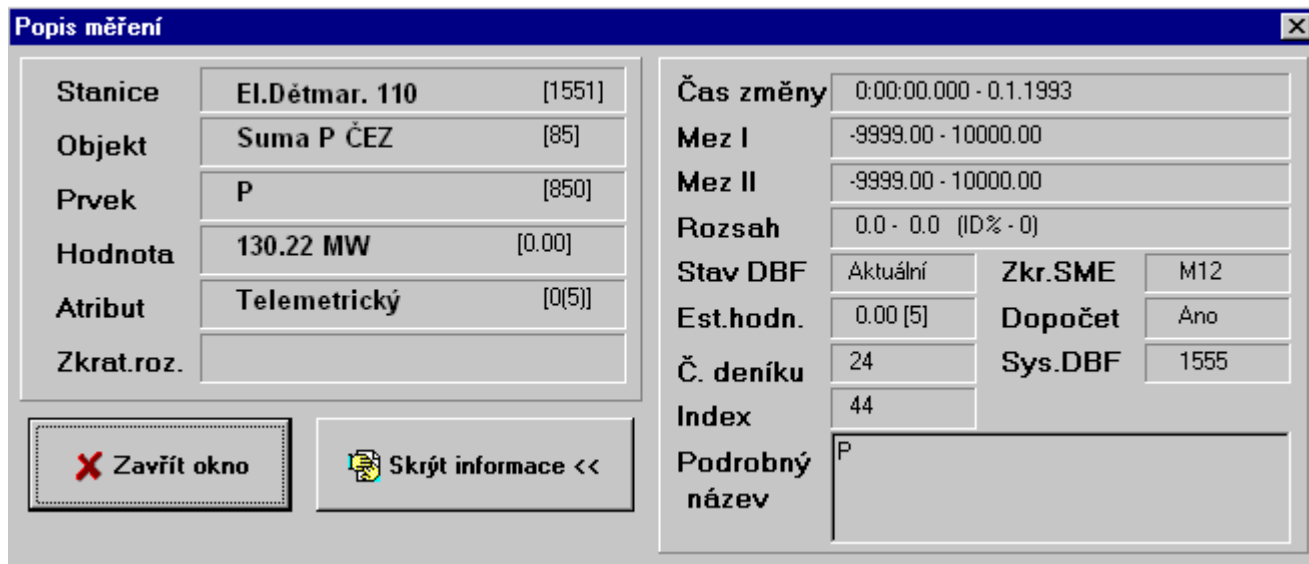 Popis měření
Stanice El.Dětmar. 110 [1551]
Objekt Suma P ČEZ [85]
Prvek P [850]
Hodnota 130.22 MW [0.00]
Atribut Telemetrický [0(5)]
Zkrat.roz.
Zavřít okno
Skrýt informace <<
Čas změny 0:00:00.000 - 0.1.1993
Mez I -9999.00 - 10000.00
Mez II -9999.00 - 10000.00
Rozsah 0.0 - 0.0 (ID% - 0)
Stav DBF Aktuální Zkr.SME M12
Est.hodn. 0.00 [5] Dopočet Ano
Č. deníku 24 Sys.DBF 1555
Index 44
Podrobný P
název